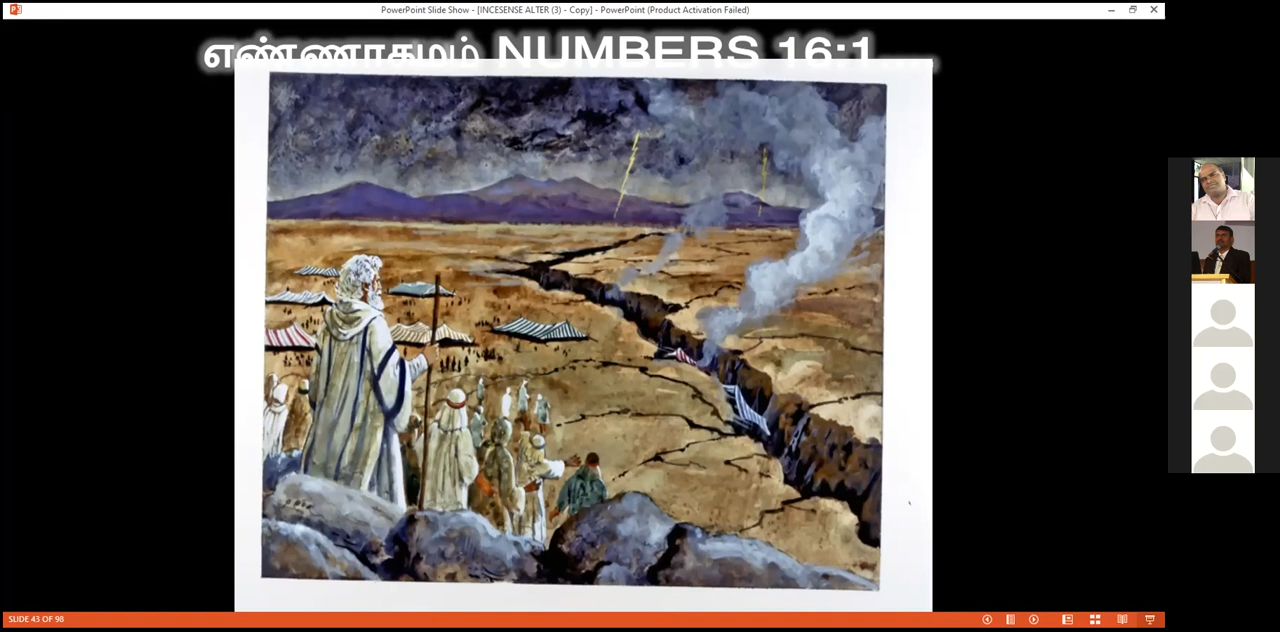 PowerPoint Slide Show - [INCESENSE ALTER (3) - Copy] - PowerPoint (Product Activation Failed)
எண்ணாகமம் NUMBERS 16:1
SLIDE 43 OF 98